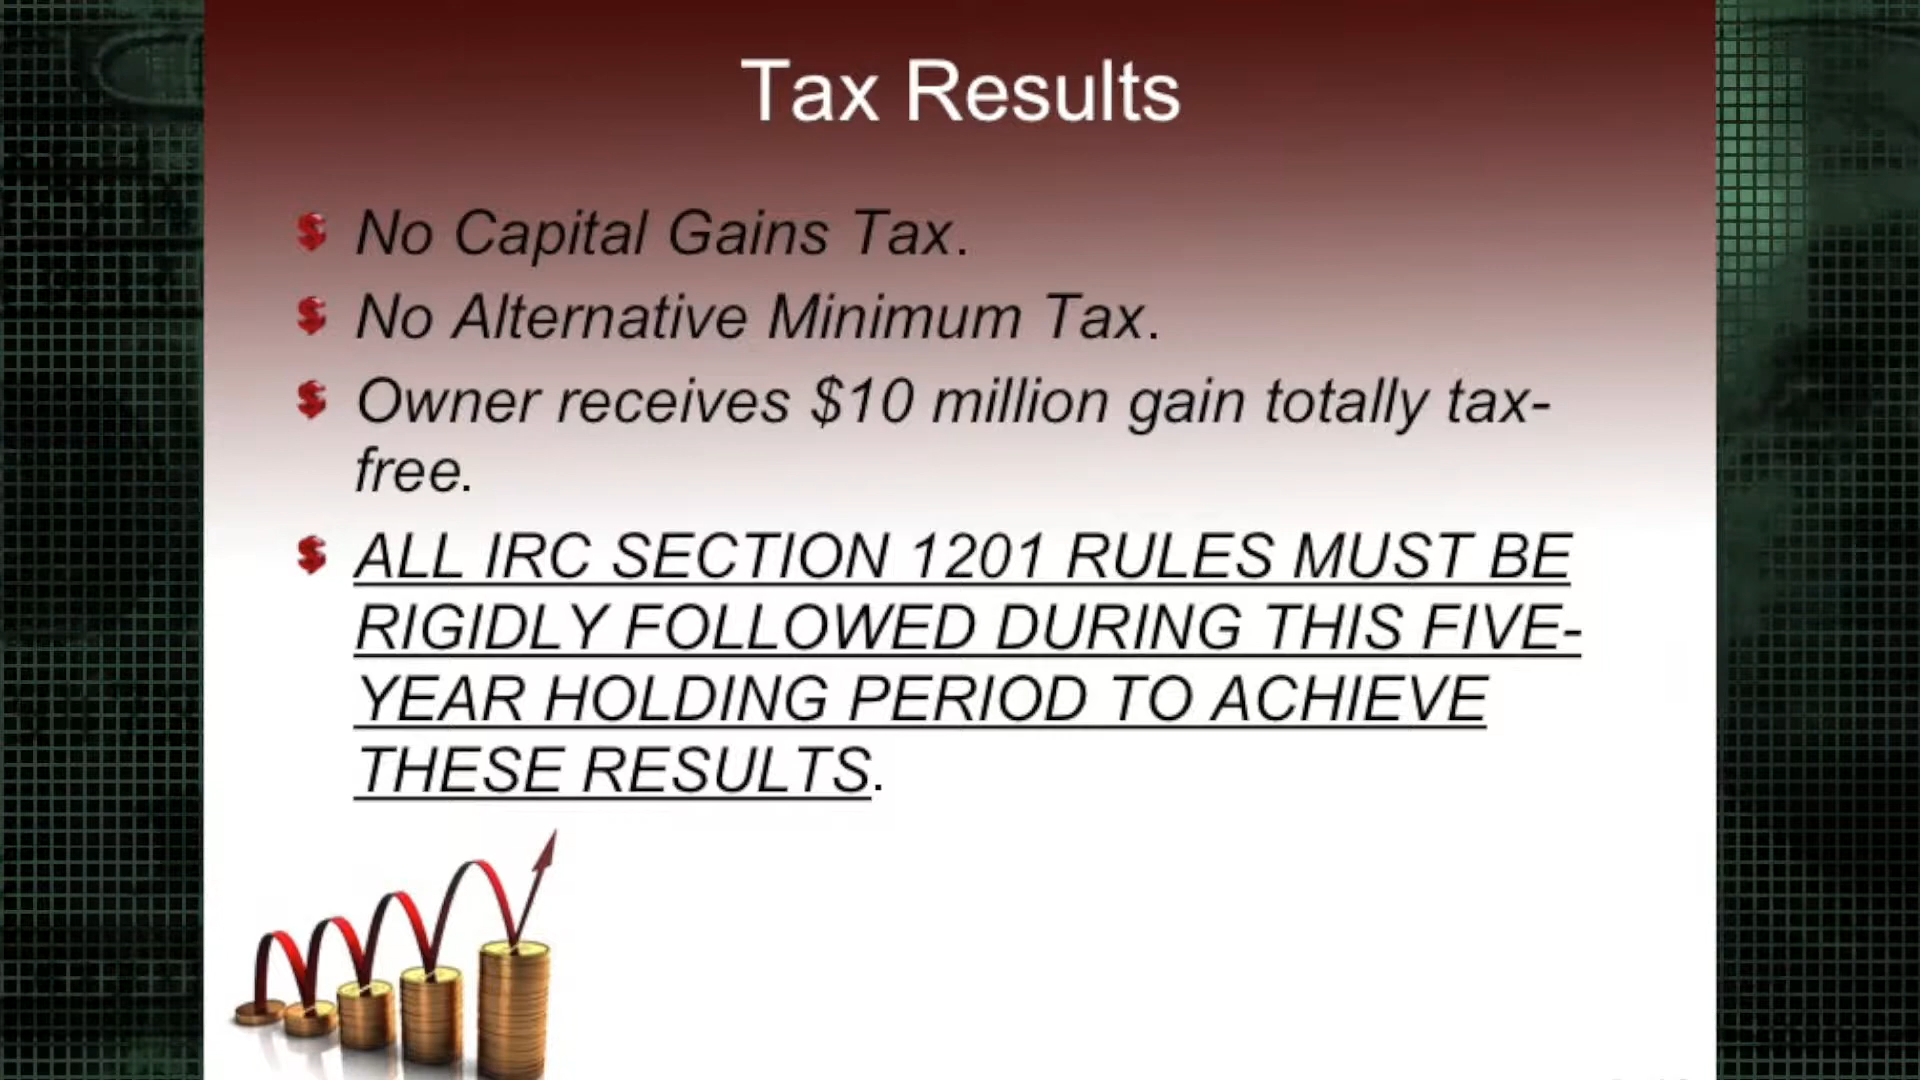 Tax Results
No Capital Gains Tax.
No Alternative Minimum Tax.
Owner receives $10 million gain totally tax-
free.
ALL IRC SECTION 1201 RULES MUST BE
RIGIDLY FOLLOWED DURING THIS FIVE-
YEAR HOLDING PERIOD TO ACHIEVE
THESE RESULTS.